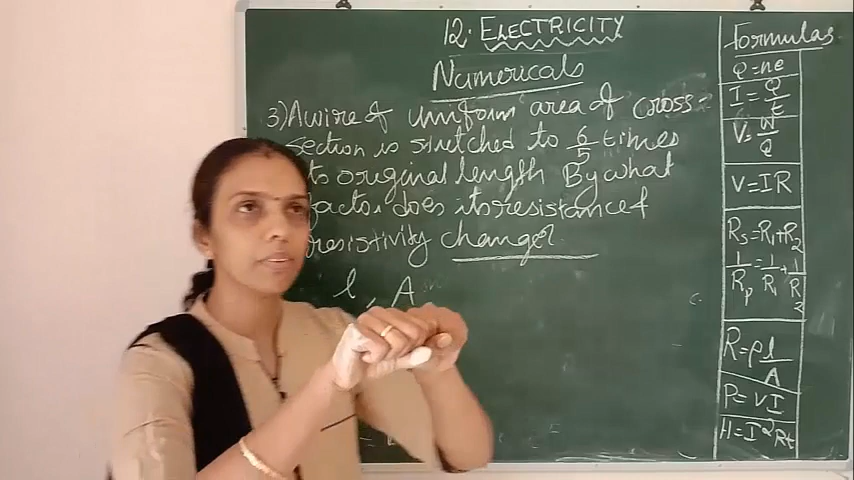 12. ELECTRICITY
Numericals
3) A wire of uniform area of cross-
section is stretched to 6/5 times
its original length By what
factor does its resistance &
resistivity change?
l, A
Formulas
Q = ne
I = Q/t
V = W/Q
V = IR
Rs = R1 + R2
1/Rp = 1/R1 + 1/R2
R = ρ l/A
P = VI
H = I²Rt